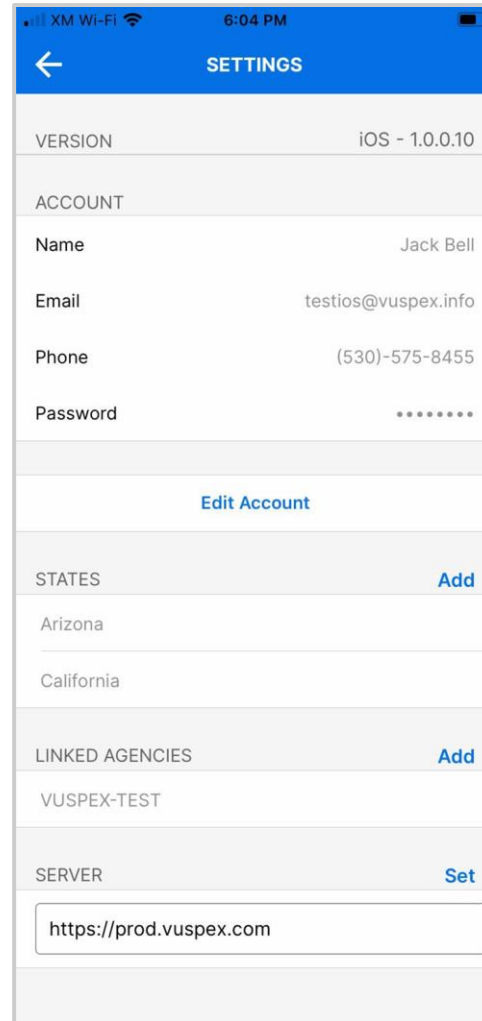 XM Wi-Fi 6:04 PM
SETTINGS
VERSION iOS - 1.0.0.10
ACCOUNT
Name Jack Bell
Email testios@vuspex.info
Phone (530)-575-8455
Password ••••••••
Edit Account
STATES Add
Arizona
California
LINKED AGENCIES Add
VUSPEX-TEST
SERVER Set
https://prod.vuspex.com